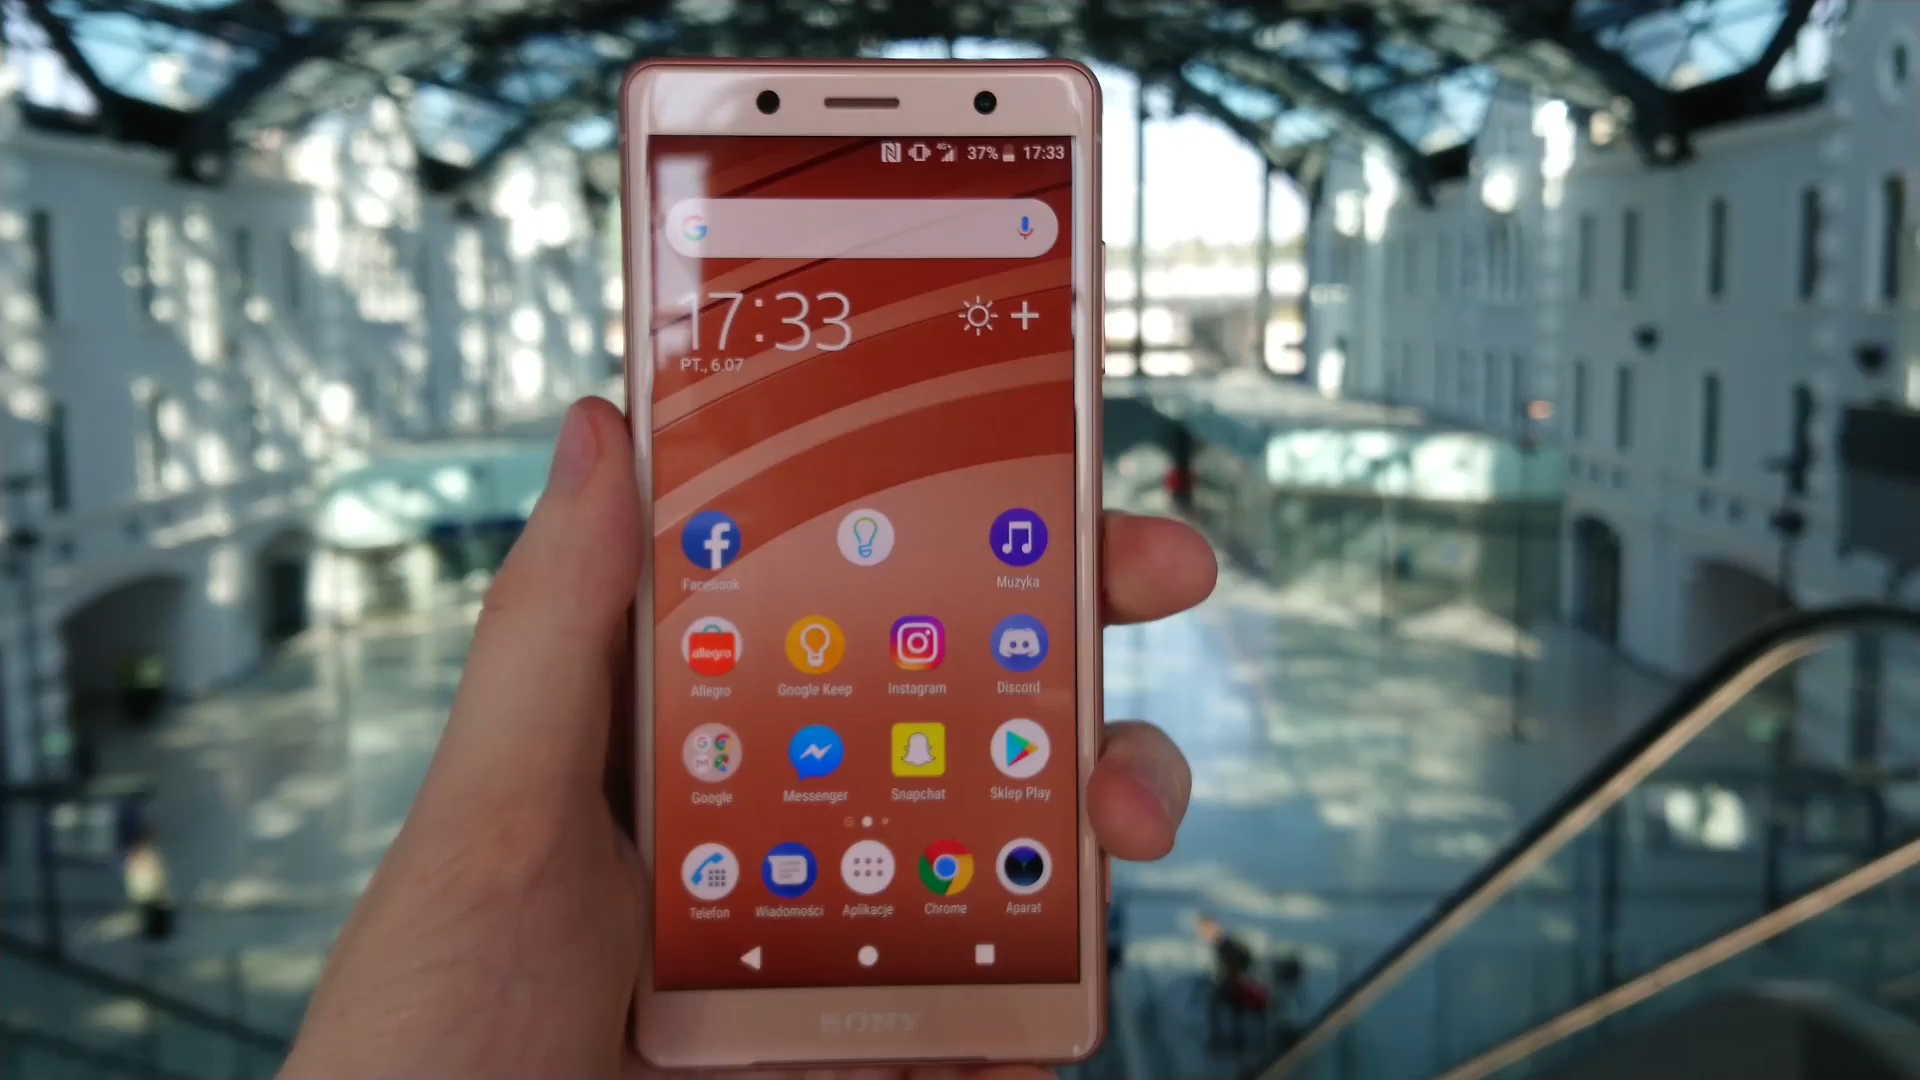 4G+ 37% 17:33
17:33
PT., 6.07
Facebook Muzyka
allegro
Allegro Google Keep Instagram Discord
Google Messenger Snapchat Sklep Play
Telefon Wiadomości Aplikacje Chrome Aparat
SONY